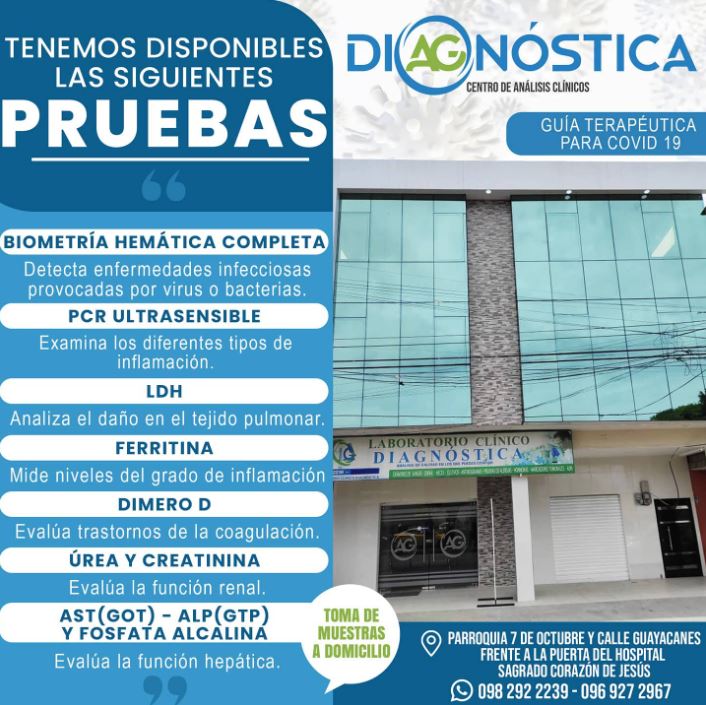 TENEMOS DISPONIBLES
LAS SIGUIENTES
PRUEBAS
BIOMETRÍA HEMÁTICA COMPLETA
Detecta enfermedades infecciosas
provocadas por virus o bacterias.
PCR ULTRASENSIBLE
Examina los diferentes tipos de
inflamación.
LDH
Analiza el daño en el tejido pulmonar.
FERRITINA
Mide niveles del grado de inflamación
DIMERO D
Evalúa trastornos de la coagulación.
ÚREA Y CREATININA
Evalúa la función renal.
AST(GOT) - ALP(GTP)
Y FOSFATA ALCALINA
Evalúa la función hepática.
TOMA DE
MUESTRAS
A DOMICILIO
DIAGNÓSTICA
CENTRO DE ANÁLISIS CLÍNICOS
GUÍA TERAPÉUTICA
PARA COVID 19
LABORATORIO CLÍNICO
DIAGNÓSTICA
AG
AG
PARROQUIA 7 DE OCTUBRE Y CALLE GUAYACANES
FRENTE A LA PUERTA DEL HOSPITAL
SAGRADO CORAZÓN DE JESÚS
098 292 2239 - 096 927 2967